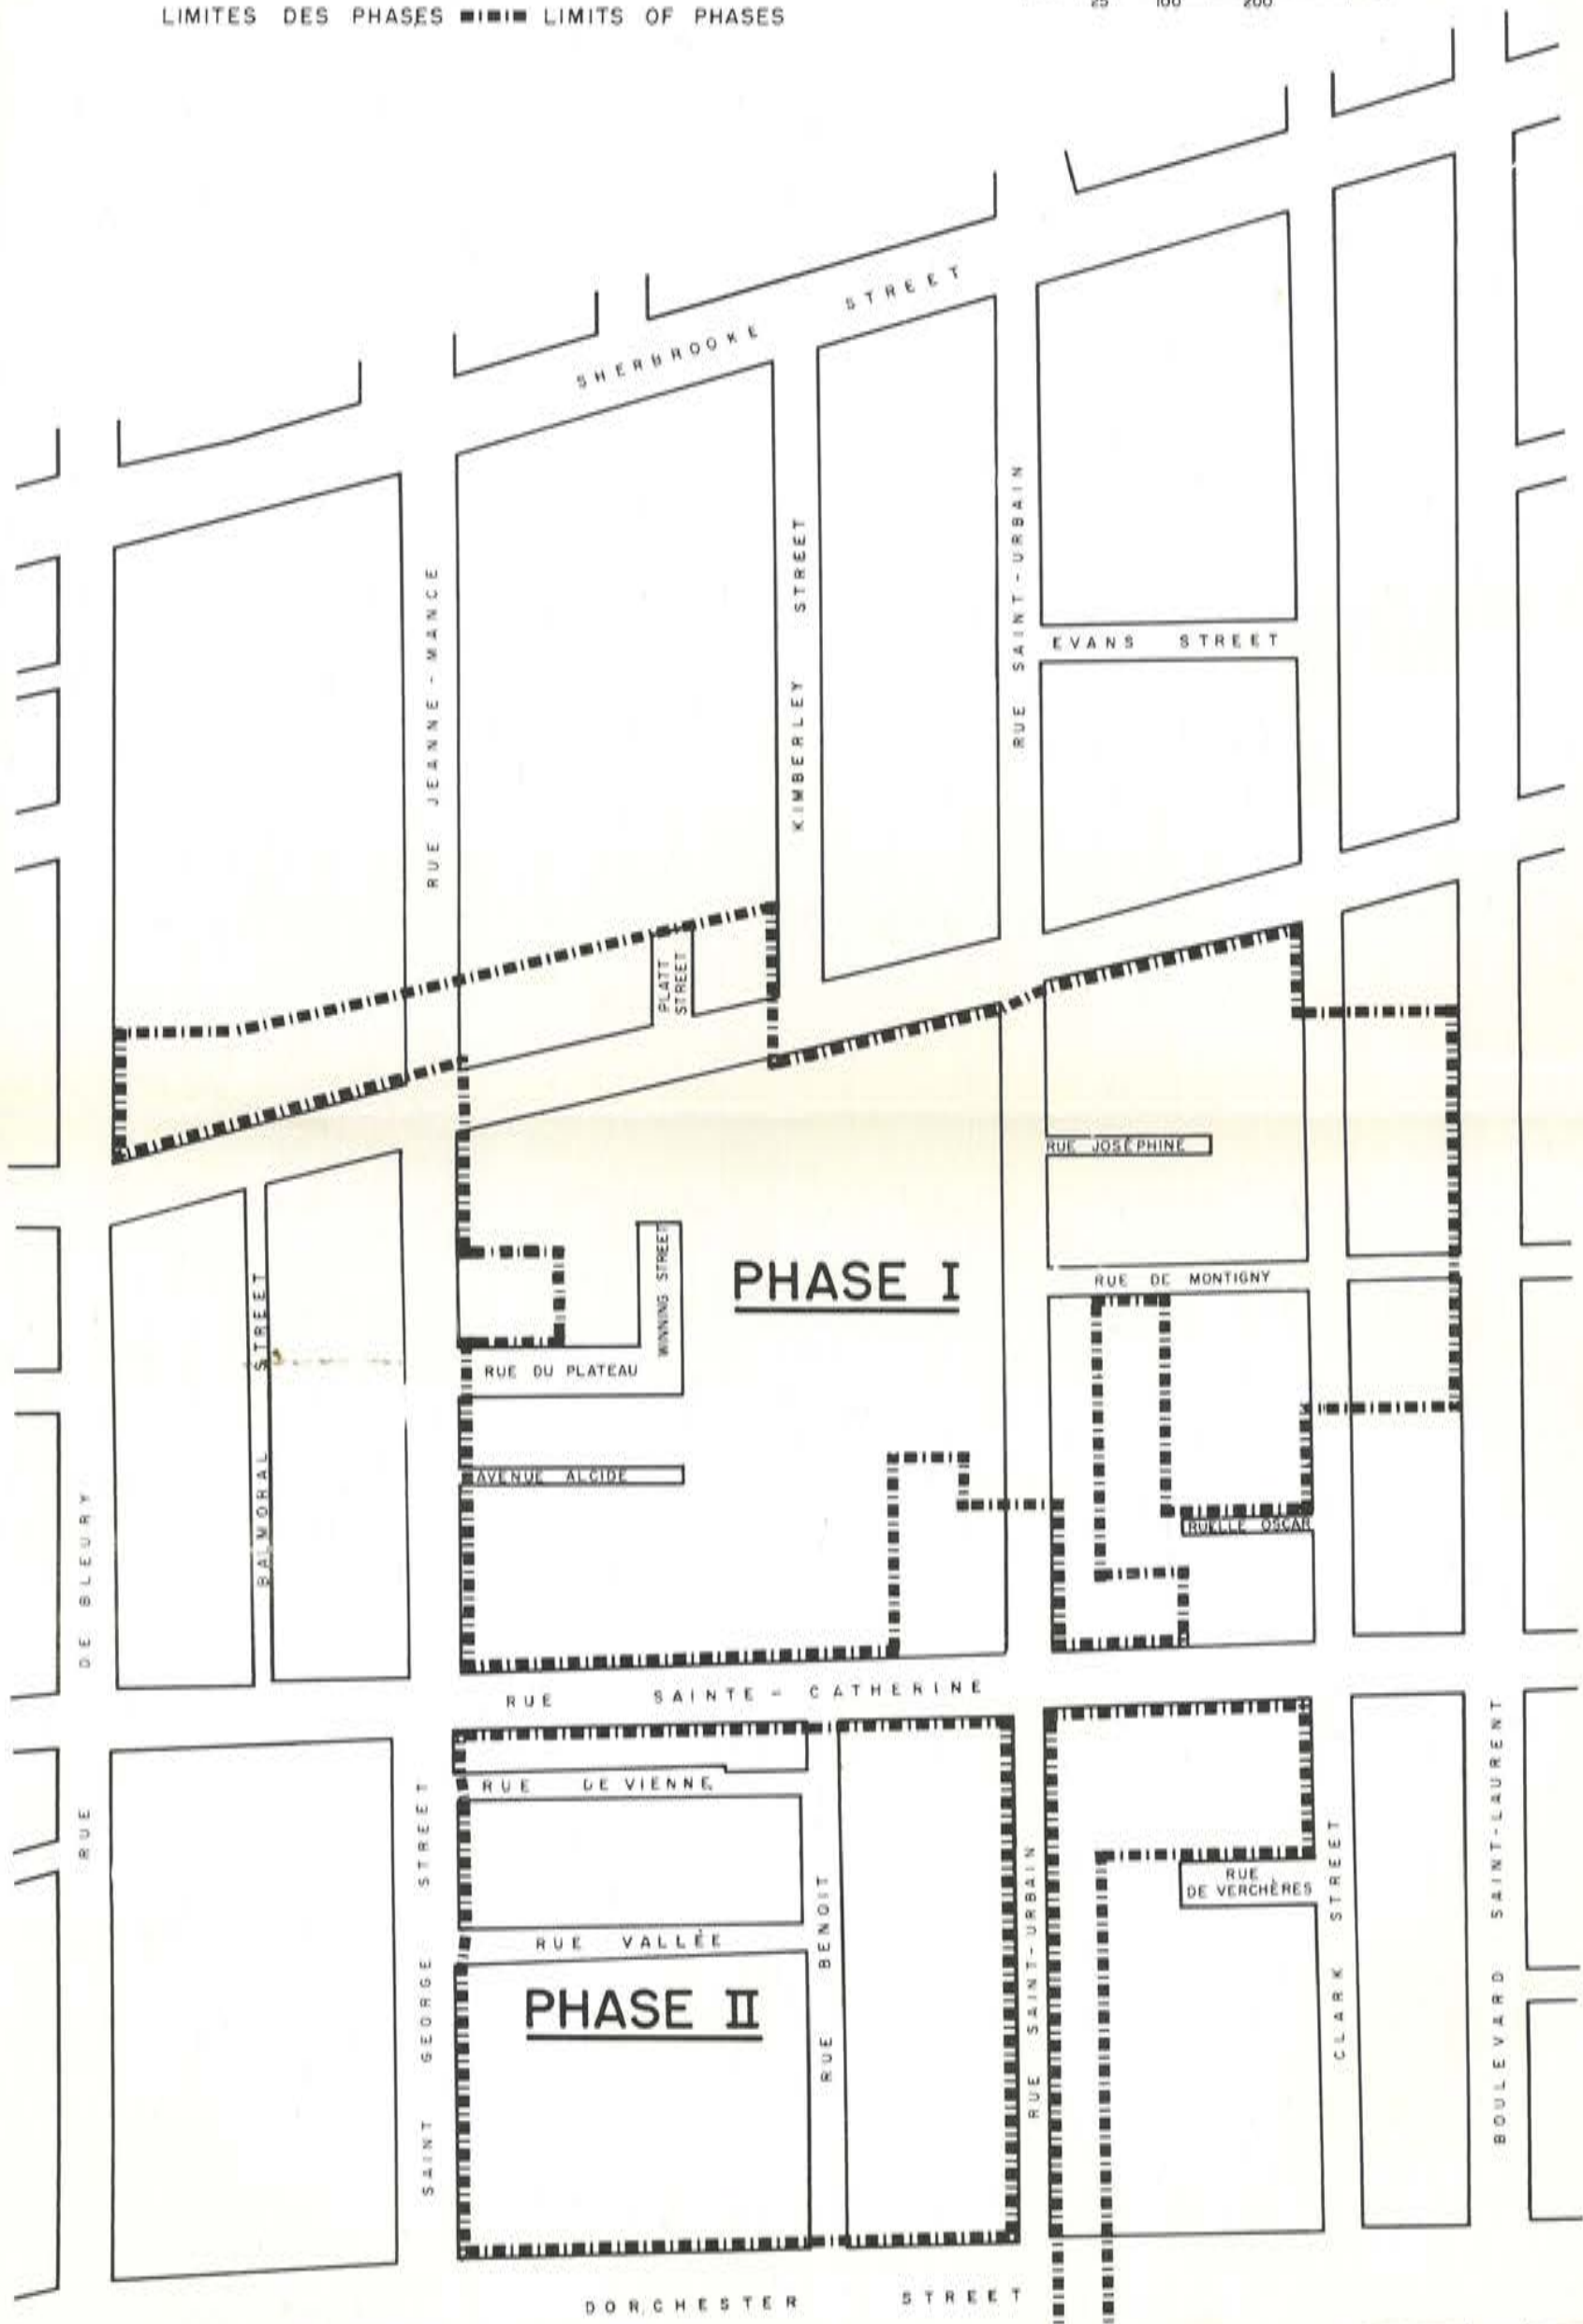 LIMITES DES PHASES LIMITS OF PHASES
25 100 200
SHERBROOKE STREET
RUE JEANNE-MANCE
KIMBERLEY STREET
RUE SAINT-URBAIN
EVANS STREET
PLATT
STREET
RUE JOSÉPHINE
BALMORAL STREET
WINNING STREET
PHASE I
RUE DE MONTIGNY
RUE DU PLATEAU
AVENUE ALCIDE
RUELLE OSCAR
RUE DE BLEURY
RUE SAINTE-CATHERINE
RUE DE VIENNE
SAINT GEORGE STREET
RUE VALLÉE
RUE BENOIT
RUE SAINT-URBAIN
RUE
DE VERCHÈRES
CLARK STREET
BOULEVARD SAINT-LAURENT
PHASE II
DORCHESTER STREET